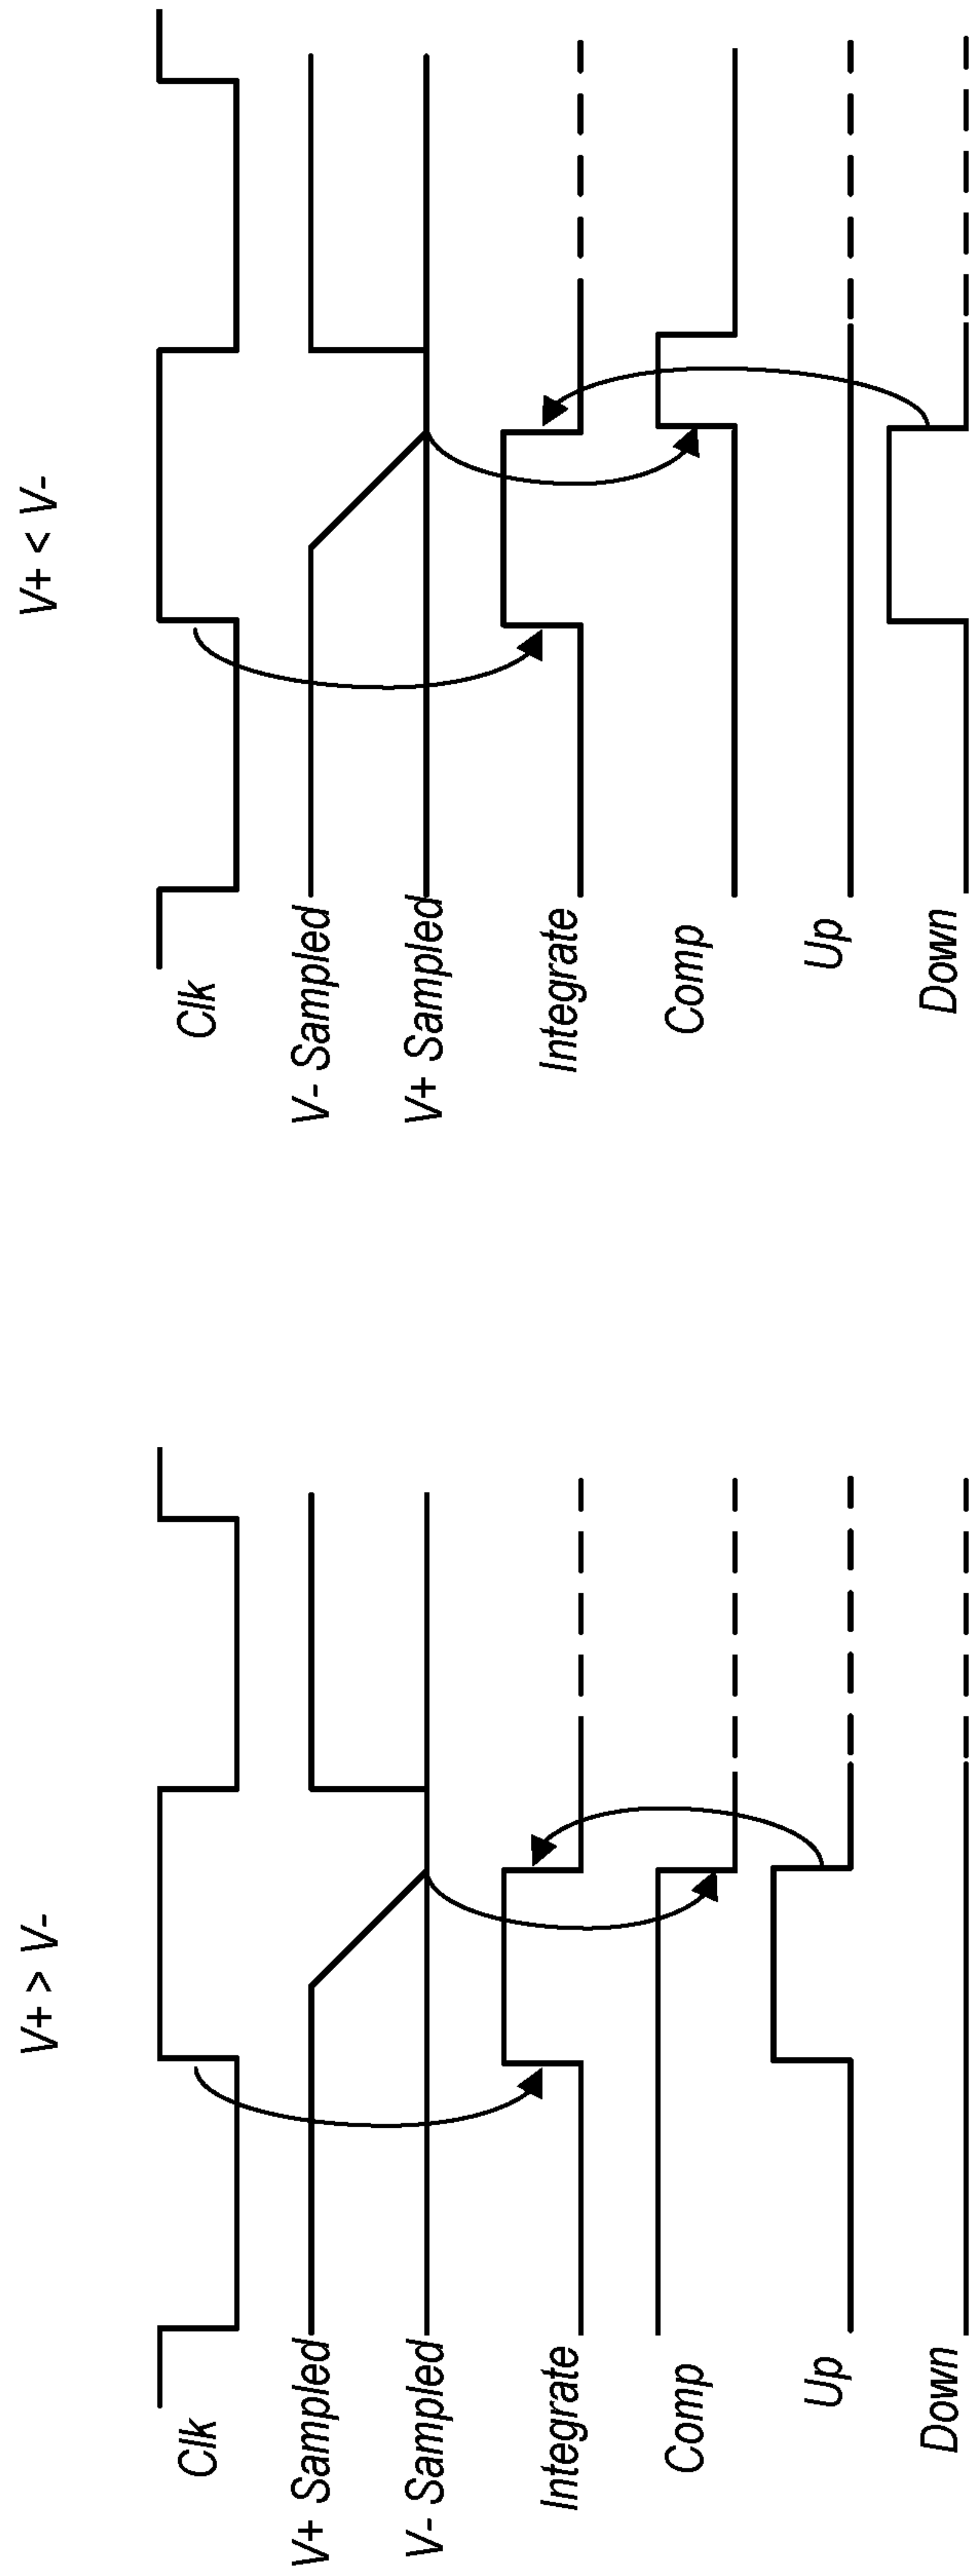 V+ > V-
Clk
V+ Sampled
V- Sampled
Integrate
Comp
Up
Down
V+ < V-
Clk
V- Sampled
V+ Sampled
Integrate
Comp
Up
Down